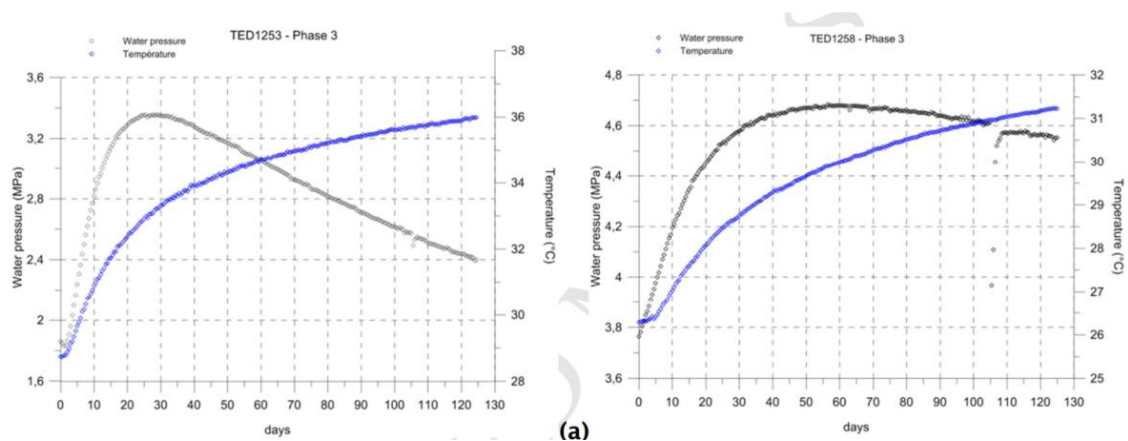 TED1253 - Phase 3
Water pressure
Température
3,6
3,2
2,8
2,4
2
1,6
Water pressure (MPa)
38
36
34
32
30
28
Temperature (°C)
0 10 20 30 40 50 60 70 80 90 100 110 120 130
days
(a)
TED1258 - Phase 3
Water pressure
Temperature
4,8
4,6
4,4
4,2
4
3,8
3,6
Water pressure (MPa)
32
31
30
29
28
27
26
25
Temperature (°C)
0 10 20 30 40 50 60 70 80 90 100 110 120 130
days